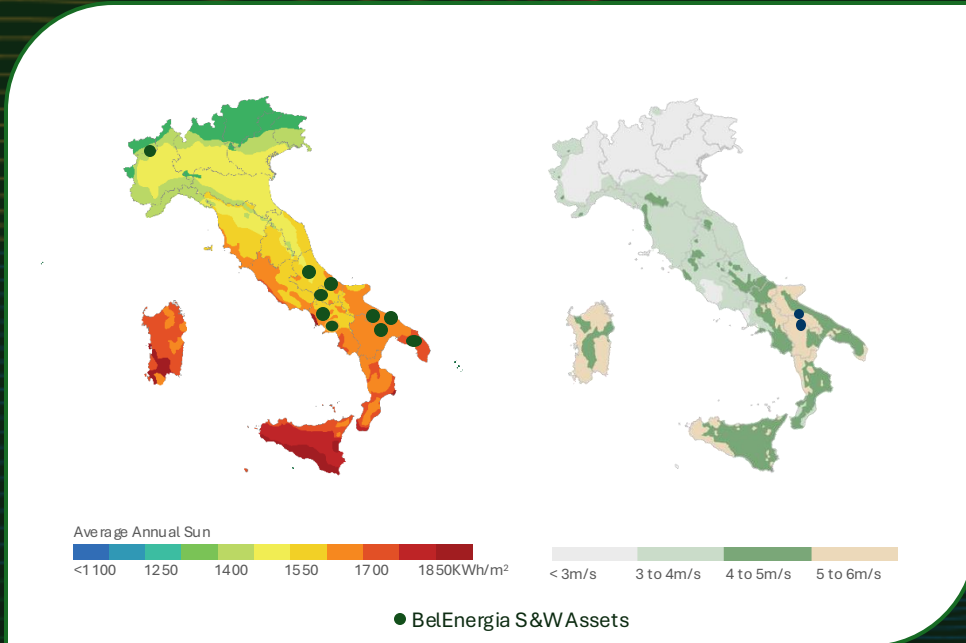 Average Annual Sun
<1100 1250 1400 1550 1700 1850KWh/m²
< 3m/s 3 to 4m/s 4 to 5m/s 5 to 6m/s
BelEnergia S&W Assets